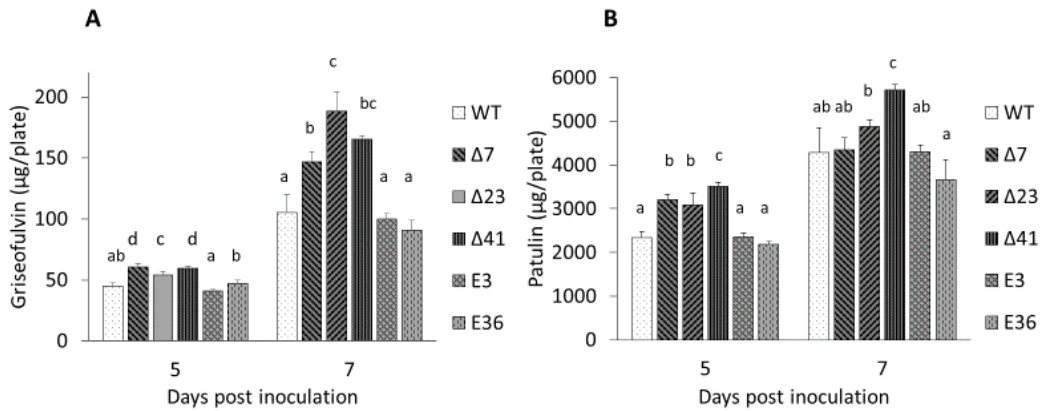 A
Griseofulvin (µg/plate)
200
150
100
50
0
ab d c d a b
a b c bc a a
5 7
Days post inoculation
WT
Δ7
Δ23
Δ41
E3
E36
B
Patulin (µg/plate)
6000
5000
4000
3000
2000
1000
0
a b b c a a
ab ab b c ab a
5 7
Days post inoculation
WT
Δ7
Δ23
Δ41
E3
E36